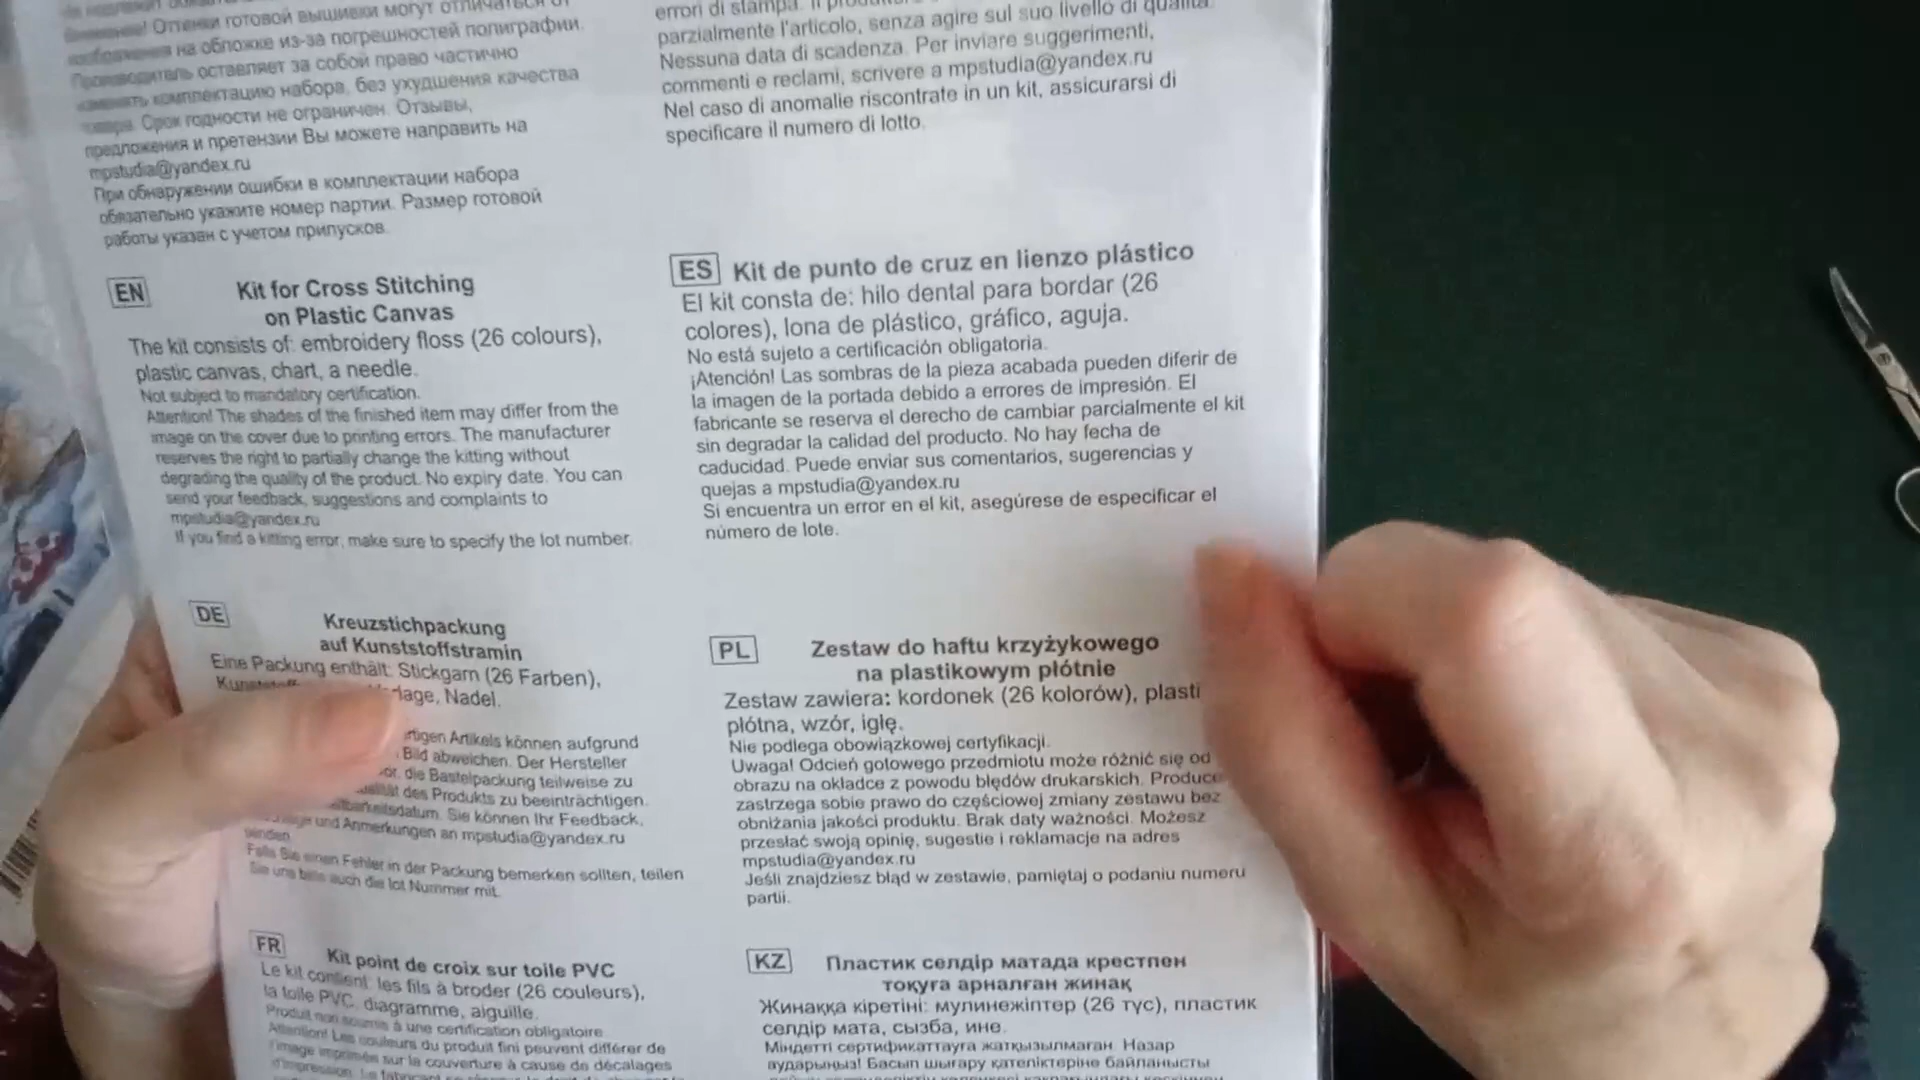 Оттенки готовой вышивки могут отличаться от
на обложке из-за погрешностей полиграфии.
Производитель оставляет за собой право частично
комплектацию набора, без ухудшения качества
товара. Срок годности не ограничен. Отзывы,
предложения и претензии Вы можете направить на
mpstudia@yandex.ru
При обнаружении ошибки в комплектации набора
обязательно укажите номер партии. Размер готовой
работы указан с учетом припусков.
EN
Kit for Cross Stitching
on Plastic Canvas
The kit consists of: embroidery floss (26 colours),
plastic canvas, chart, a needle.
Not subject to mandatory certification.
Attention! The shades of the finished item may differ from the
image on the cover due to printing errors. The manufacturer
reserves the right to partially change the kitting without
degrading the quality of the product. No expiry date. You can
send your feedback, suggestions and complaints to
mpstudia@yandex.ru
If you find a kitting error, make sure to specify the lot number.
DE
Kreuzstichpackung
auf Kunststoffstramin
Eine Packung enthält: Stickgarn (26 Farben),
Nadel.
Artikels können aufgrund
Bild abweichen. Der Hersteller
die Bastelpackung teilweise zu
des Produkts zu beeinträchtigen.
Sie können Ihr Feedback,
und Anmerkungen an mpstudia@yandex.ru
senden.
Falls Sie einen Fehler in der Packung bemerken sollten, teilen
Sie uns bitte auch die lot Nummer mit.
FR
Kit point de croix sur toile PVC
Le kit contient: les fils à broder (26 couleurs),
la toile PVC, diagramme, aiguille.
Produit non soumis à une certification obligatoire.
Attention! Les couleurs du produit fini peuvent différer de
l'image imprimée sur la couverture à cause de décalages
d'impression.
errori di stampa. Il
parzialmente l'articolo, senza agire sul suo livello di qualità.
Nessuna data di scadenza. Per inviare suggerimenti,
commenti e reclami, scrivere a mpstudia@yandex.ru
Nel caso di anomalie riscontrate in un kit, assicurarsi di
specificare il numero di lotto.
ES Kit de punto de cruz en lienzo plástico
El kit consta de: hilo dental para bordar (26
colores), lona de plástico, gráfico, aguja.
No está sujeto a certificación obligatoria.
¡Atención! Las sombras de la pieza acabada pueden diferir de
la imagen de la portada debido a errores de impresión. El
fabricante se reserva el derecho de cambiar parcialmente el kit
sin degradar la calidad del producto. No hay fecha de
caducidad. Puede enviar sus comentarios, sugerencias y
quejas a mpstudia@yandex.ru
Si encuentra un error en el kit, asegúrese de especificar el
número de lote.
PL
Zestaw do haftu krzyżykowego
na plastikowym płótnie
Zestaw zawiera: kordonek (26 kolorów), plasti
płótna, wzór, igłę.
Nie podlega obowiązkowej certyfikacji.
Uwaga! Odcień gotowego przedmiotu może różnić się od
obrazu na okładce z powodu błędów drukarskich. Produce
zastrzega sobie prawo do częściowej zmiany zestawu bez
obniżania jakości produktu. Brak daty ważności. Możesz
przesłać swoją opinię, sugestie i reklamacje na adres
mpstudia@yandex.ru
Jeśli znajdziesz błąd w zestawie, pamiętaj o podaniu numeru
partii.
KZ
Пластик селдір матада крестпен
тоқуға арналған жинақ
Жинаққа кіретіні: мулинежіптер (26 түс), пластик
селдір мата, сызба, ине.
Міндетті сертификаттауға жатқызылмаған. Назар
аударыңыз! Басып шығару қателіктеріне байланысты